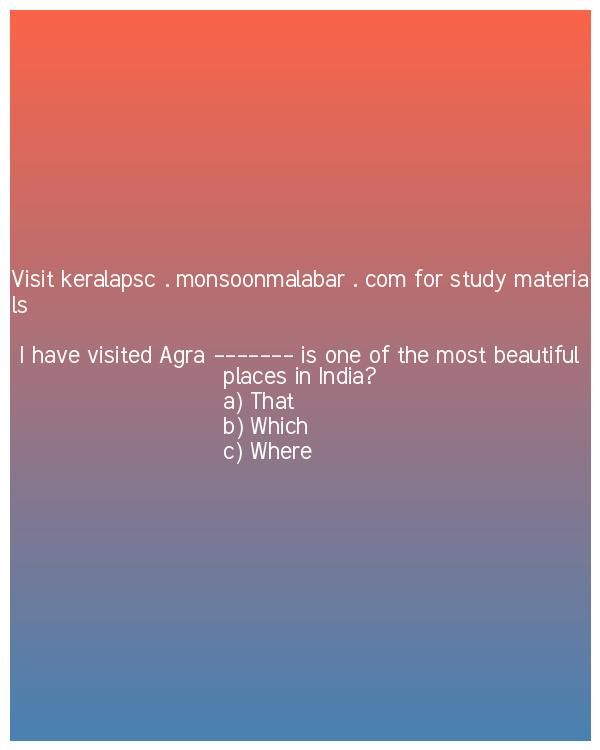 Visit keralapsc . monsoonmalabar . com for study materia
ls
I have visited Agra ------- is one of the most beautiful
places in India?
a) That
b) Which
c) Where